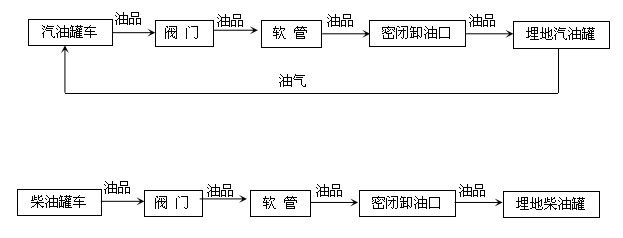 油品 油品 油品 油品
汽油罐车 阀 门 软 管 密闭卸油口 埋地汽油罐
油气
油品 油品 油品 油品
柴油罐车 阀 门 软 管 密闭卸油口 埋地柴油罐